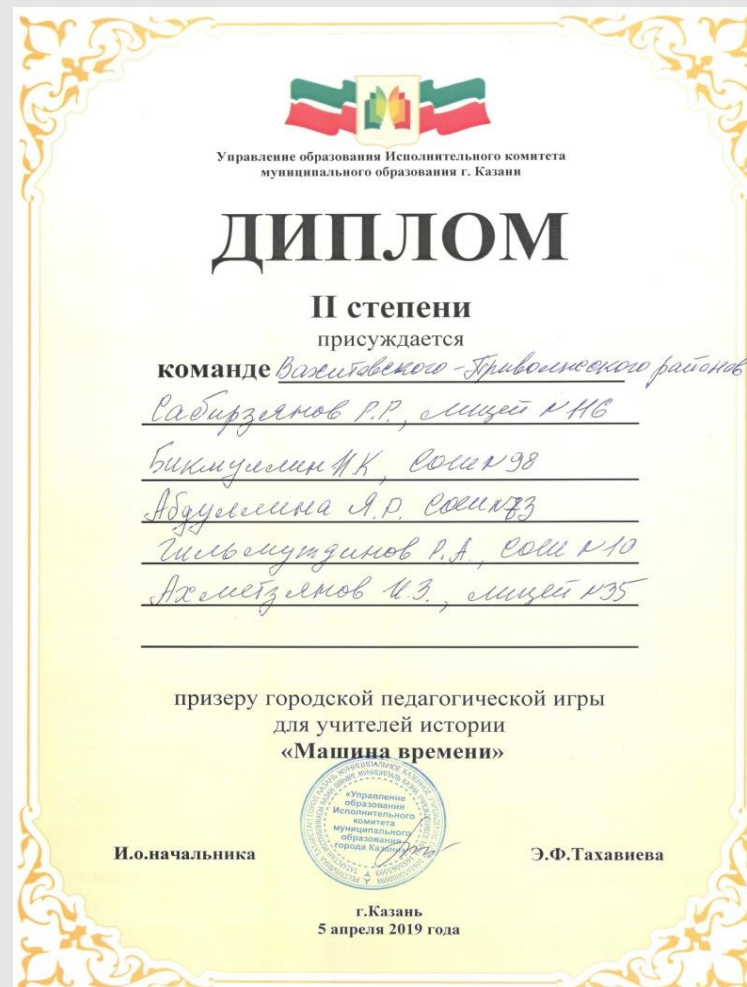 Управление образования Исполнительного комитета
муниципального образования г. Казани
ДИПЛОМ
II степени
присуждается
команде Вахитовского-Приволжского районов
Сабирзянов Р.Р., лицей №116
Бикмуллин И.К, СОШ №98
Абдуллина А.Р. СОШ
Гильмутдинов Р.А., СОШ №10
Ахметзянов И.З., лицей №35
призеру городской педагогической игры
для учителей истории
«Машина времени»
«Управление
образования
Исполнительного
комитета
муниципального
образования
города Казани»
И.о.начальника
Э.Ф.Тахавиева
г.Казань
5 апреля 2019 года